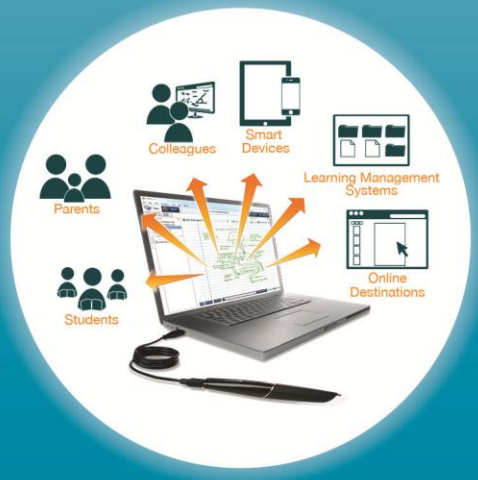 Students
Parents
Colleagues
Smart
Devices
Learning Management
Systems
Online
Destinations